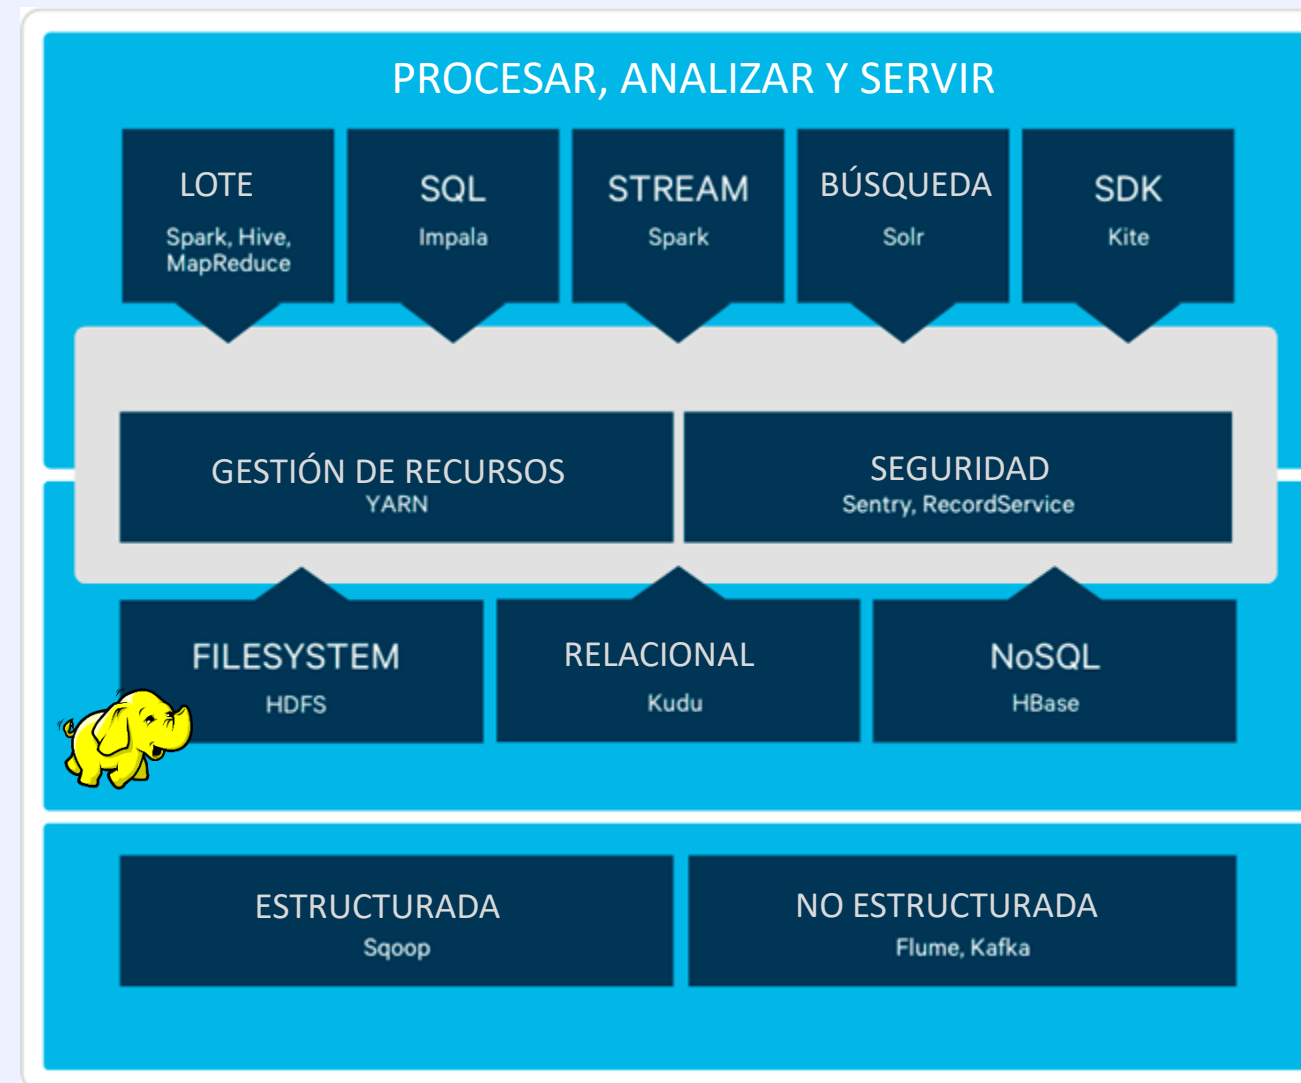 PROCESAR, ANALIZAR Y SERVIR
LOTE
Spark, Hive,
MapReduce
SQL
Impala
STREAM
Spark
BÚSQUEDA
Solr
SDK
Kite
GESTIÓN DE RECURSOS
YARN
SEGURIDAD
Sentry, RecordService
FILESYSTEM
HDFS
RELACIONAL
Kudu
NoSQL
HBase
ESTRUCTURADA
Sqoop
NO ESTRUCTURADA
Flume, Kafka